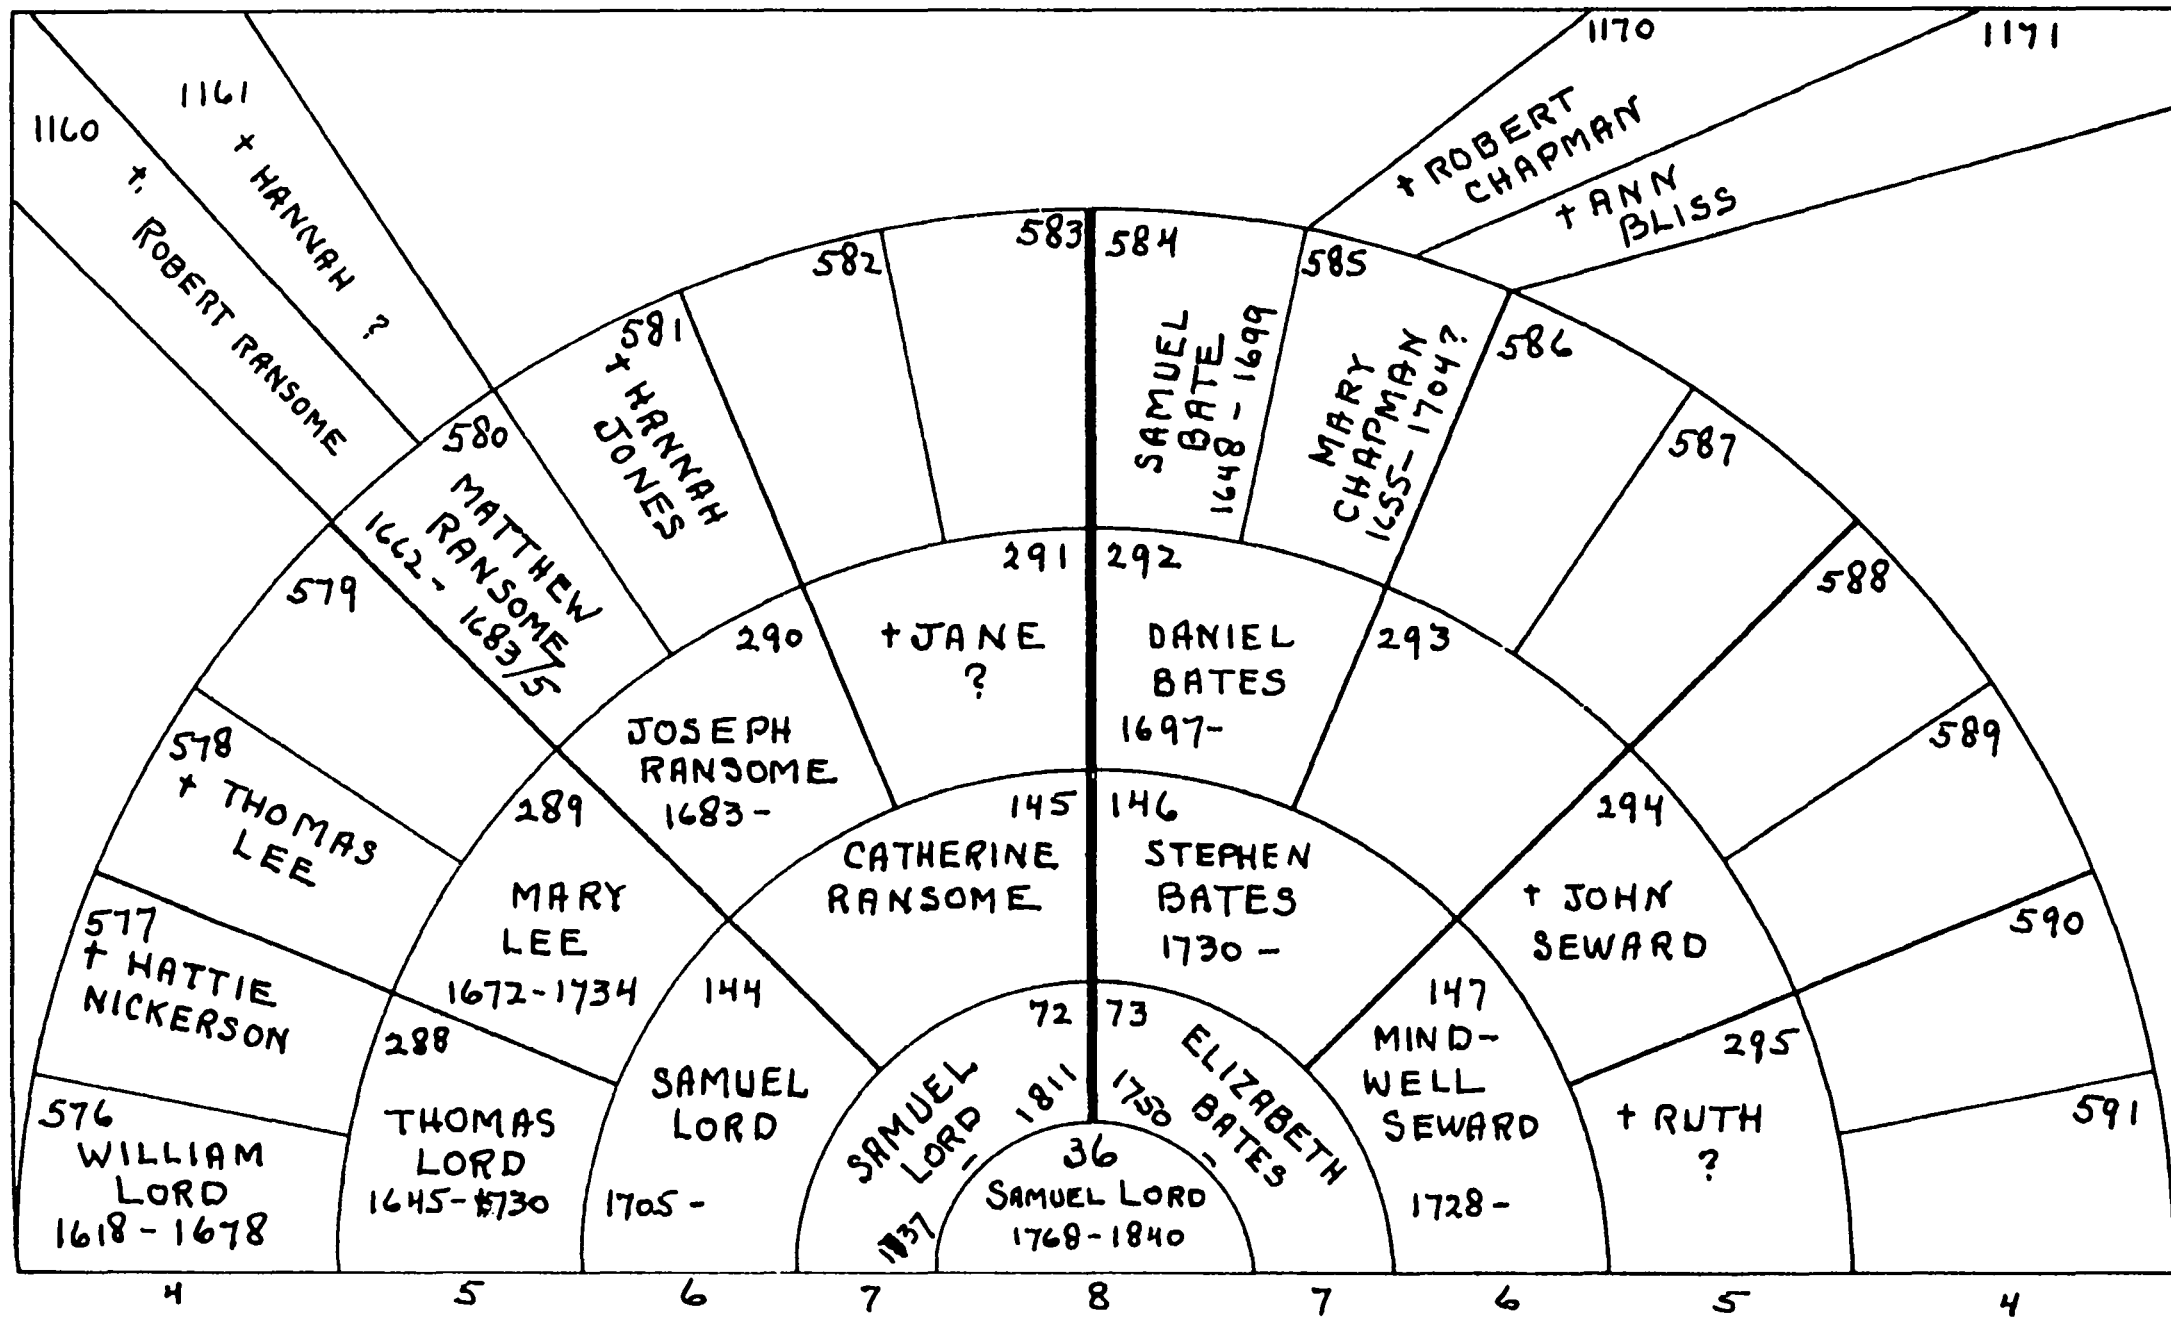 1170
1171
1161
+ HANNAH ?
1160
+. ROBERT RANSOME
+ ROBERT
CHAPMAN
+ ANN
BLISS
583
584
582
585
581
+ HANNAH
JONES
SAMUEL
BATE
1648 - 1699
MARY
CHAPMAN
1655 - 1704?
586
580
MATTHEW
RANSOME
1662 - 1683/5
587
291
292
579
588
290
+ JANE
?
DANIEL
BATES
1697-
293
578
+ THOMAS
LEE
JOSEPH
RANSOME
1683 -
589
289
MARY
LEE
1672-1734
145
CATHERINE
RANSOME
146
STEPHEN
BATES
1730 -
294
+ JOHN
SEWARD
577
+ HATTIE
NICKERSON
590
144
SAMUEL
LORD
1705 -
72
SAMUEL
LORD
- 1811
73
ELIZABETH
BATES
1750 -
147
MIND-
WELL
SEWARD
1728 -
288
THOMAS
LORD
1645-1730
295
+ RUTH
?
576
WILLIAM
LORD
1618 - 1678
591
36
SAMUEL LORD
1768-1840
4 5 6 7 8 7 6 5 4